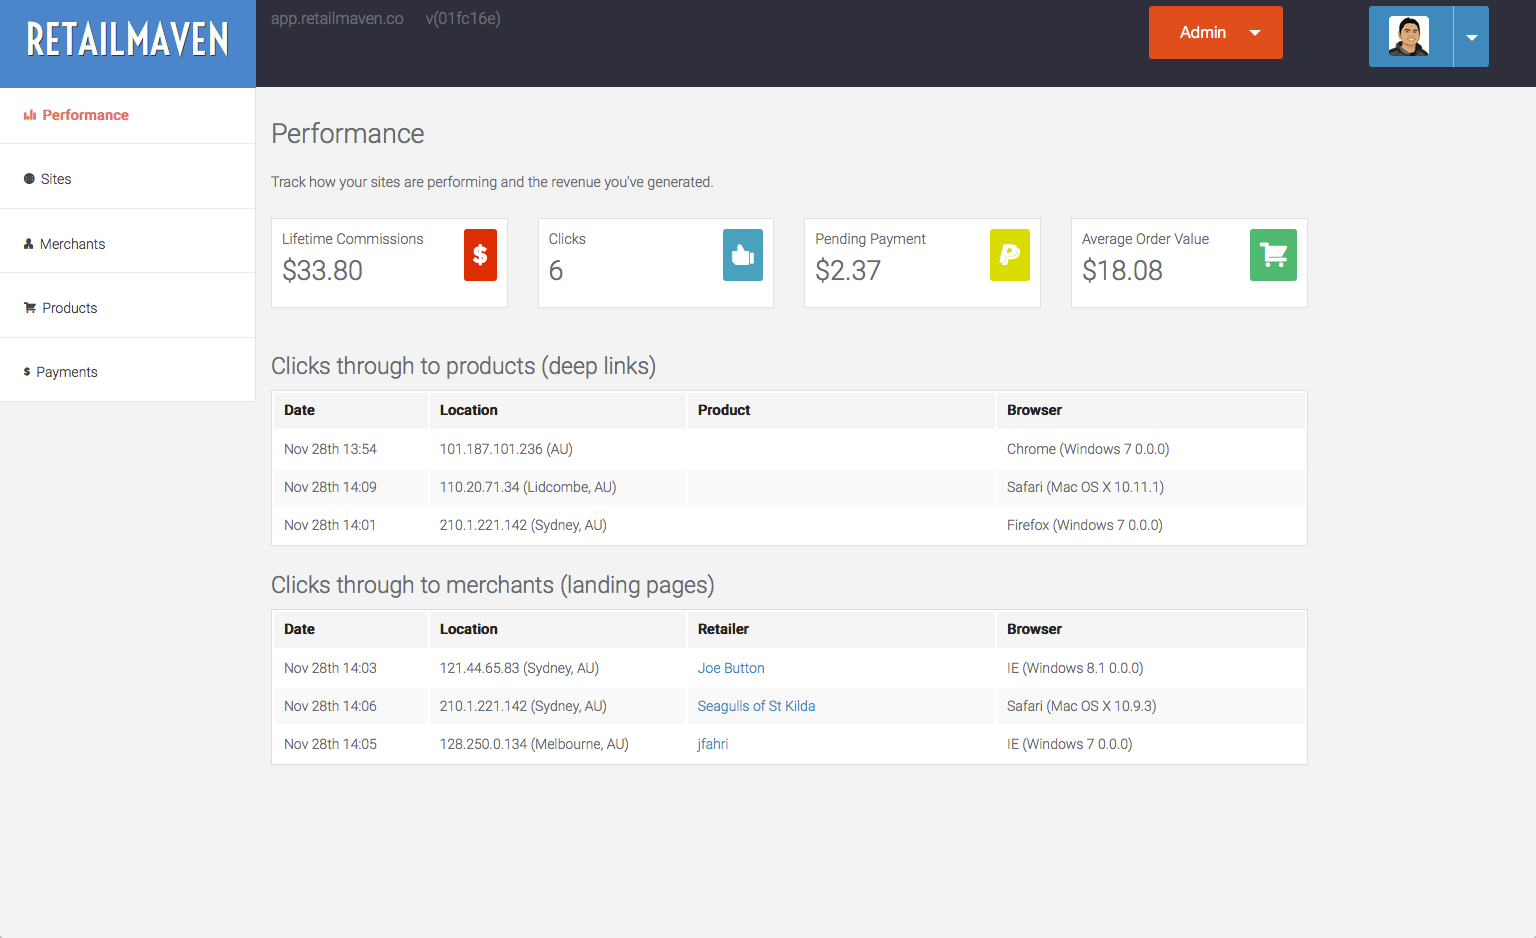 RETAILMAVEN
app.retailmaven.co v(01fc16e)
Admin
Performance
Sites
Merchants
Products
$ Payments
Performance
Track how your sites are performing and the revenue you've generated.
Lifetime Commissions
$33.80
$
Clicks
6
Pending Payment
$2.37
P
Average Order Value
$18.08
Clicks through to products (deep links)
Date Location Product Browser
Nov 28th 13:54 101.187.101.236 (AU) Chrome (Windows 7 0.0.0)
Nov 28th 14:09 110.20.71.34 (Lidcombe, AU) Safari (Mac OS X 10.11.1)
Nov 28th 14:01 210.1.221.142 (Sydney, AU) Firefox (Windows 7 0.0.0)
Clicks through to merchants (landing pages)
Date Location Retailer Browser
Nov 28th 14:03 121.44.65.83 (Sydney, AU) Joe Button IE (Windows 8.1 0.0.0)
Nov 28th 14:06 210.1.221.142 (Sydney, AU) Seagulls of St Kilda Safari (Mac OS X 10.9.3)
Nov 28th 14:05 128.250.0.134 (Melbourne, AU) jfahri IE (Windows 7 0.0.0)